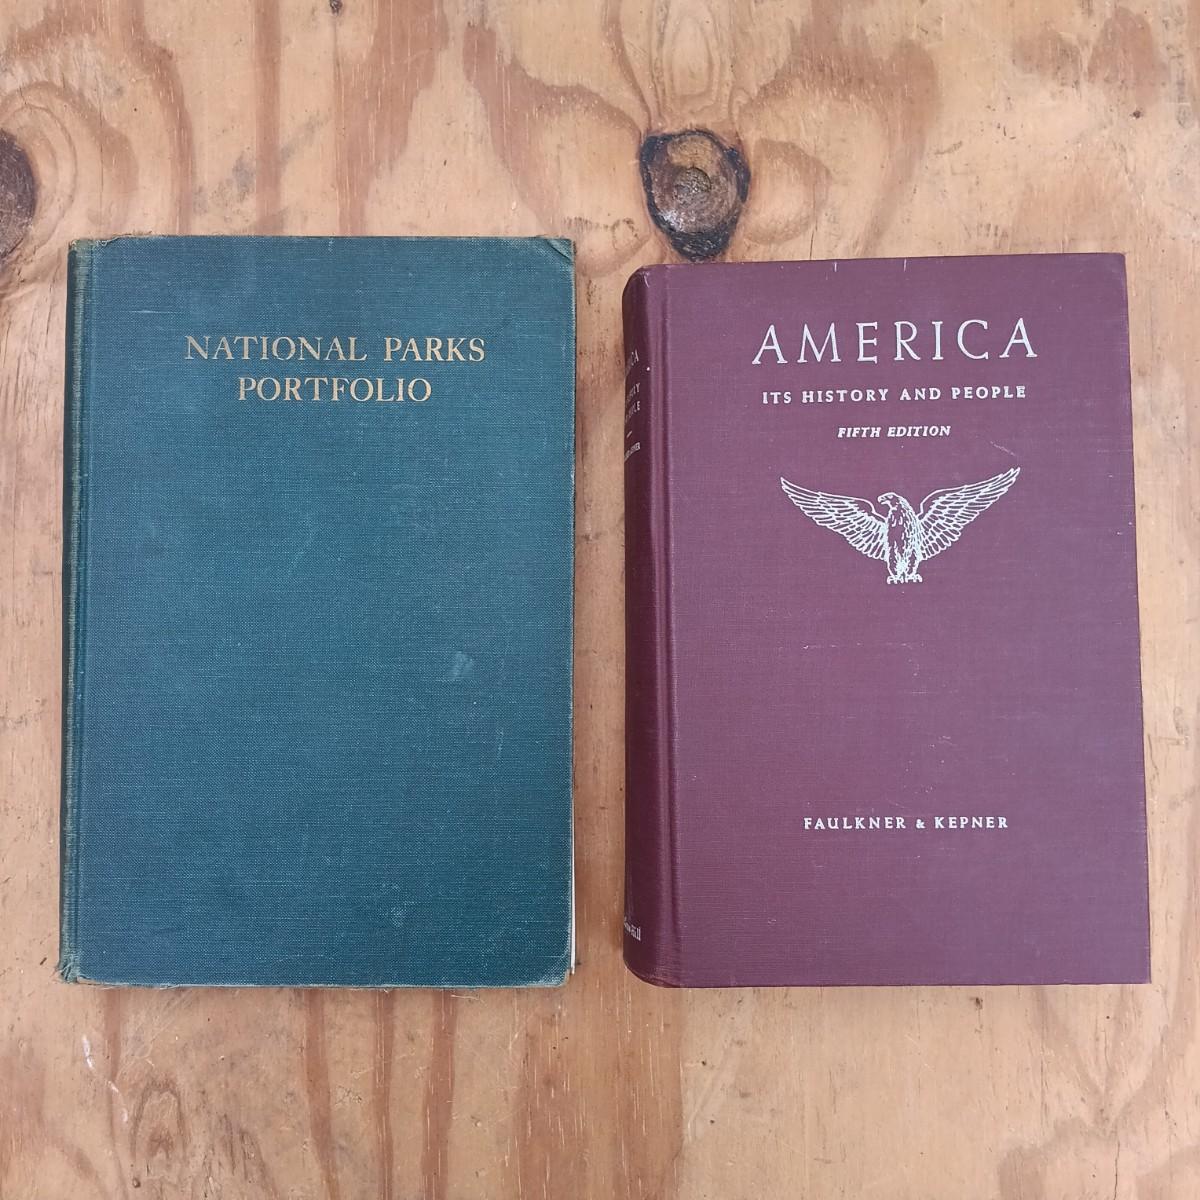 NATIONAL PARKS
PORTFOLIO
AMERICA
ITS HISTORY AND PEOPLE
FIFTH EDITION
FAULKNER & KEPNER